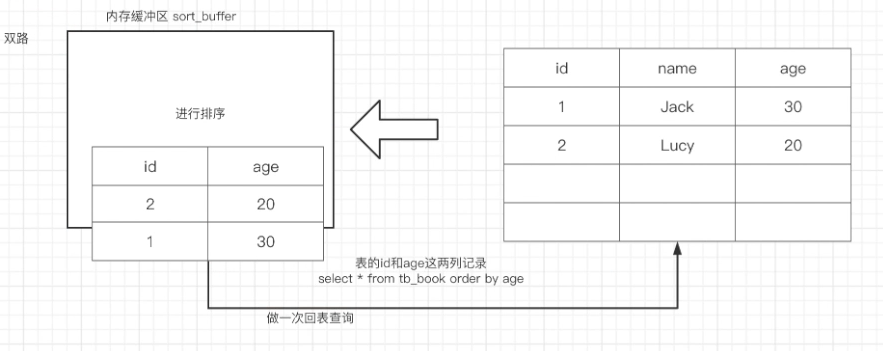 内存缓冲区 sort_buffer
双路
进行排序
id age
2 20
1 30
id name age
1 Jack 30
2 Lucy 20
表的id和age这两列记录
select * from tb_book order by age
做一次回表查询